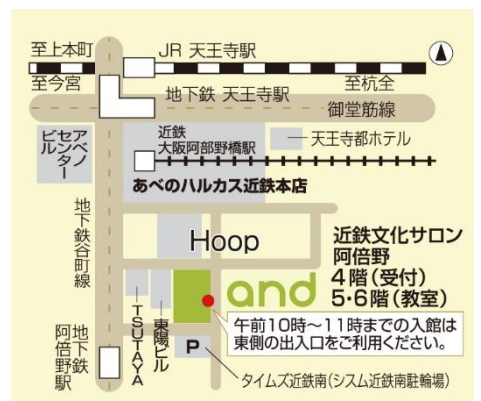 至上本町
JR 天王寺駅
至今宮
至杭全
地下鉄 天王寺駅
御堂筋線
アベノ
センター
ビル
近鉄
大阪阿部野橋駅
天王寺都ホテル
あべのハルカス近鉄本店
地下鉄谷町線
Hoop
近鉄文化サロン
阿倍野
4階(受付)
5・6階(教室)
and
TSUTAYA
東陽ビル
午前10時〜11時までの入館は
東側の出入口をご利用ください。
地下鉄
阿倍野駅
P
タイムズ近鉄南(シスム近鉄南駐輪場)